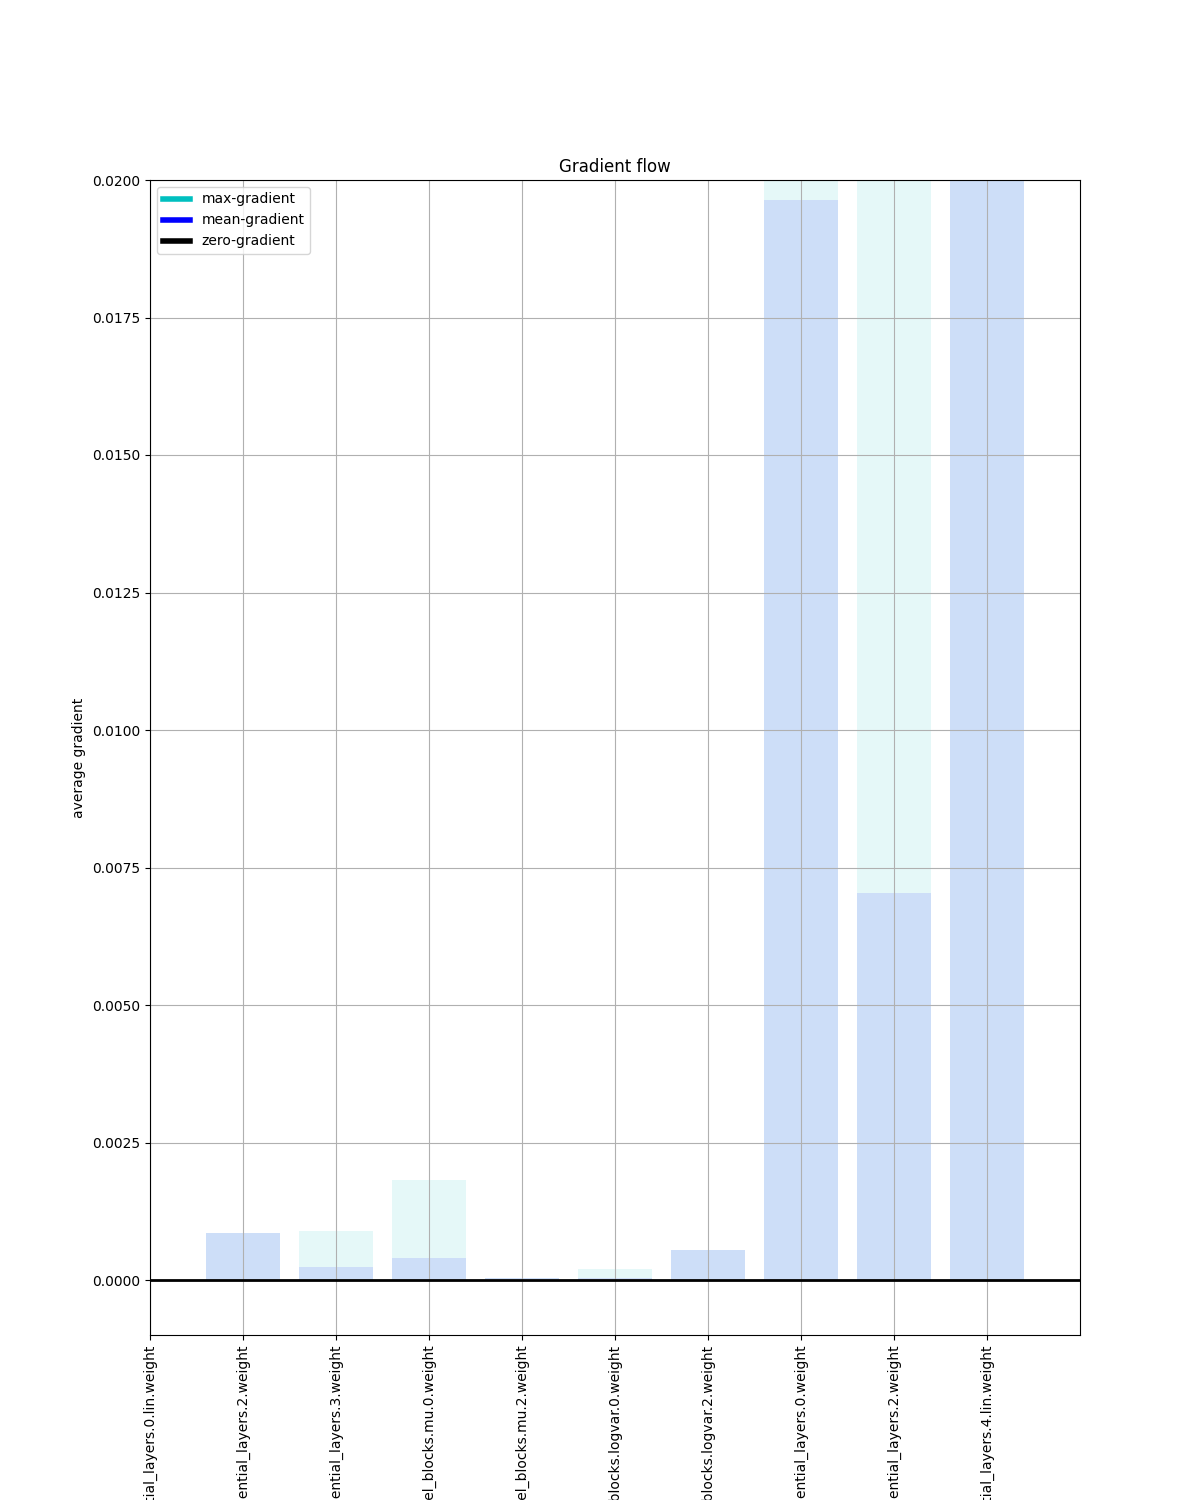 Gradient flow
max-gradient
mean-gradient
zero-gradient
0.0200
0.0175
0.0150
0.0125
0.0100
0.0075
0.0050
0.0025
0.0000
average gradient
tial_layers.0.lin.weight
ential_layers.2.weight
ential_layers.3.weight
el_blocks.mu.0.weight
el_blocks.mu.2.weight
blocks.logvar.0.weight
blocks.logvar.2.weight
ential_layers.0.weight
ential_layers.2.weight
tial_layers.4.lin.weight